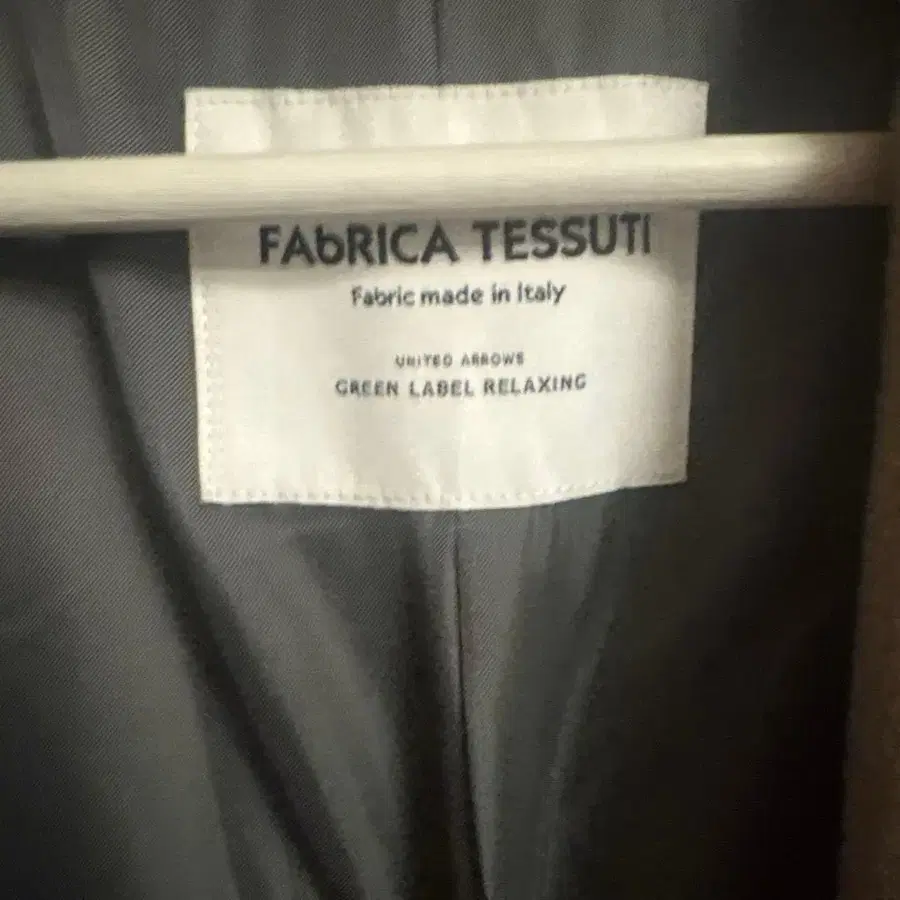 FAbRICA TESSUTI
Fabric made in Italy
UNITED ARROWS
GREEN LABEL RELAXING